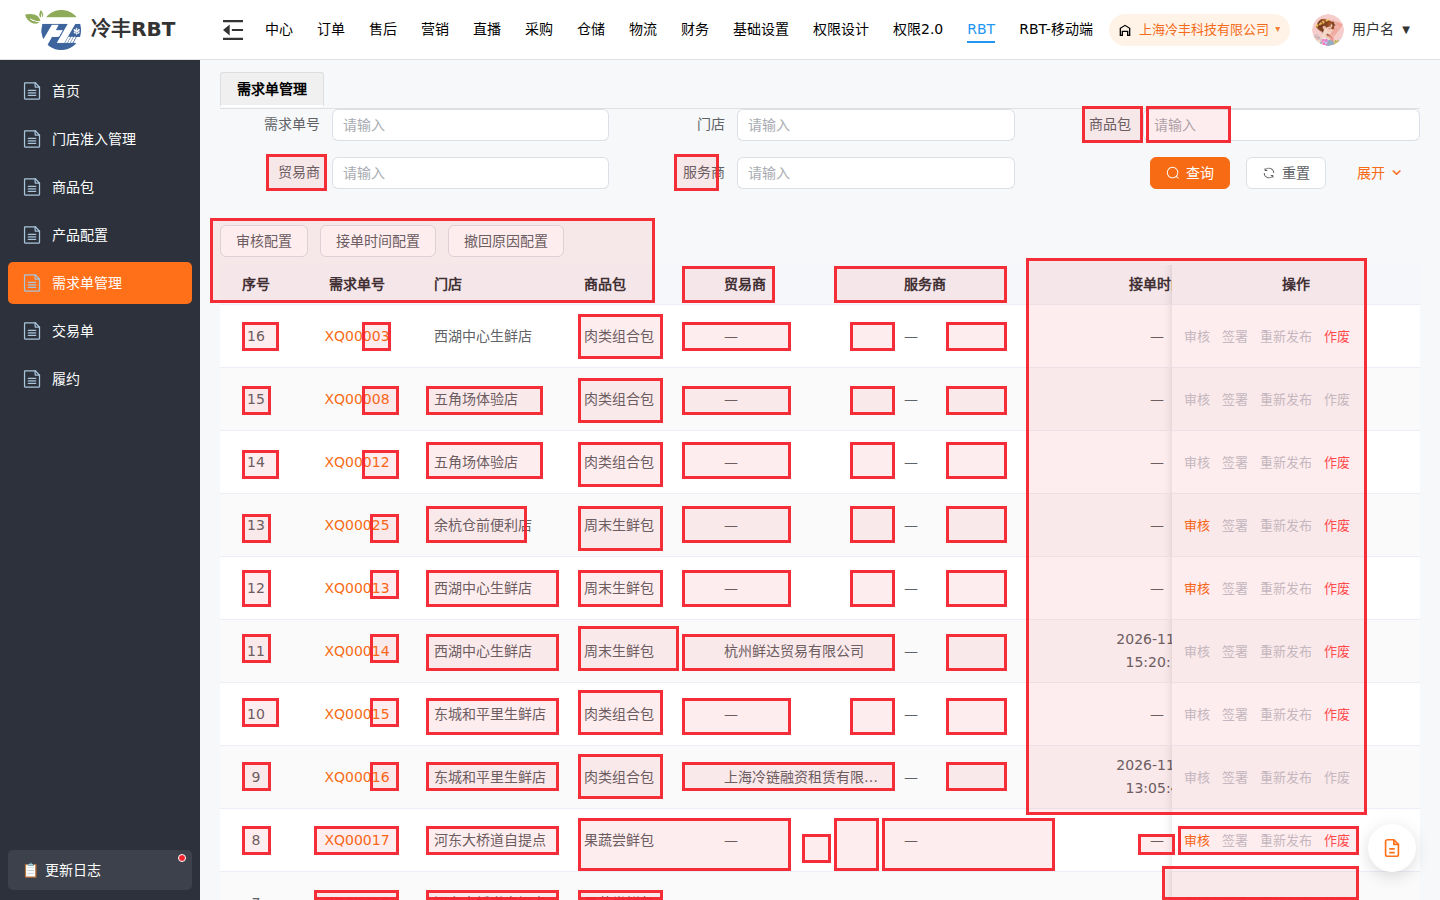 冷丰RBT
中心 订单 售后 营销 直播 采购 仓储 物流 财务 基础设置 权限设计 权限2.0 RBT RBT-移动端 上海冷丰科技有限公司 用户名
首页
门店准入管理
商品包
产品配置
需求单管理
交易单
履约
更新日志
需求单管理
需求单号 请输入 门店 请输入 商品包 请输入
贸易商 请输入 服务商 请输入 查询 重置 展开
审核配置 接单时间配置 撤回原因配置
序号 需求单号 门店 商品包 贸易商 服务商 接单时 操作
16 XQ00003 西湖中心生鲜店 肉类组合包 — — — 审核 签署 重新发布 作废
15 XQ00008 五角场体验店 肉类组合包 — — — 审核 签署 重新发布 作废
14 XQ00012 五角场体验店 肉类组合包 — — — 审核 签署 重新发布 作废
13 XQ00025 余杭仓前便利店 周末生鲜包 — — — 审核 签署 重新发布 作废
12 XQ00013 西湖中心生鲜店 周末生鲜包 — — — 审核 签署 重新发布 作废
11 XQ00014 西湖中心生鲜店 周末生鲜包 杭州鲜达贸易有限公司 — 2026-11 15:20: 审核 签署 重新发布 作废
10 XQ00015 东城和平里生鲜店 肉类组合包 — — — 审核 签署 重新发布 作废
9 XQ00016 东城和平里生鲜店 肉类组合包 上海冷链融资租赁有限… — 2026-11 13:05: 审核 签署 重新发布 作废
8 XQ00017 河东大桥道自提点 果蔬尝鲜包 — — — 审核 签署 重新发布 作废